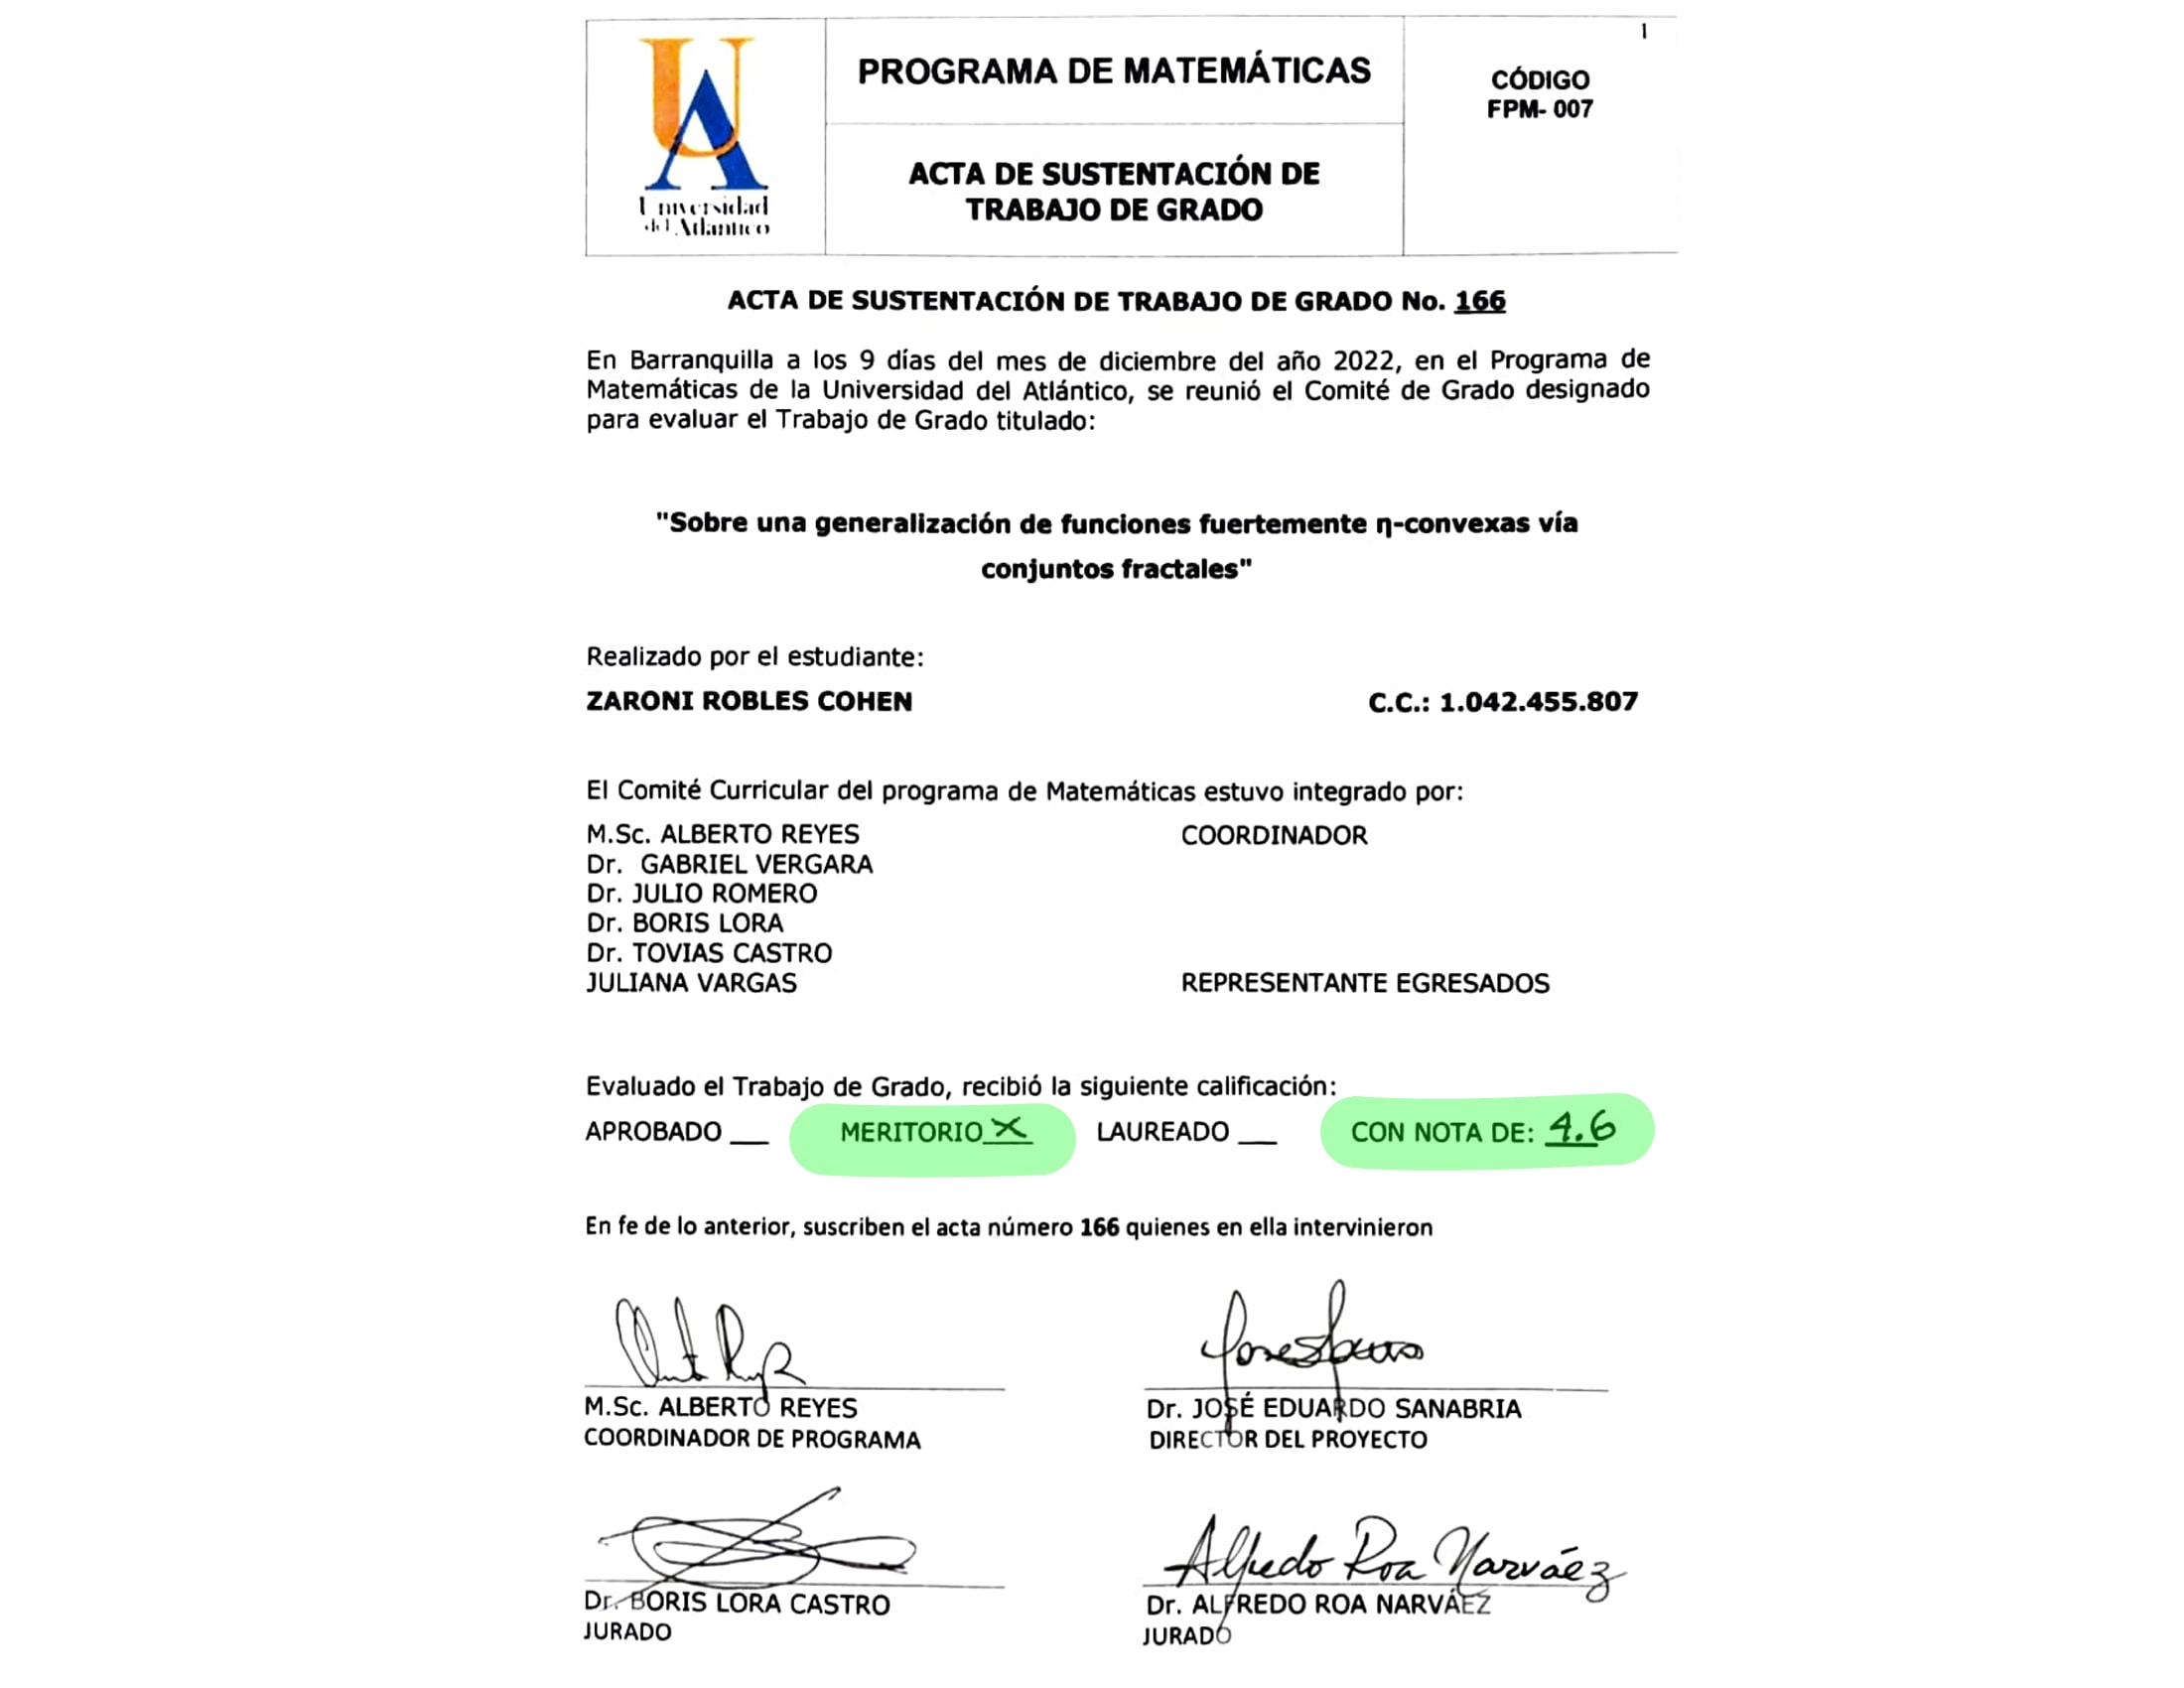 1
Universidad
del Atlántico
PROGRAMA DE MATEMÁTICAS
CÓDIGO
FPM- 007
ACTA DE SUSTENTACIÓN DE
TRABAJO DE GRADO
ACTA DE SUSTENTACIÓN DE TRABAJO DE GRADO No. 166
En Barranquilla a los 9 días del mes de diciembre del año 2022, en el Programa de
Matemáticas de la Universidad del Atlántico, se reunió el Comité de Grado designado
para evaluar el Trabajo de Grado titulado:
"Sobre una generalización de funciones fuertemente η-convexas vía
conjuntos fractales"
Realizado por el estudiante:
ZARONI ROBLES COHEN C.C.: 1.042.455.807
El Comité Curricular del programa de Matemáticas estuvo integrado por:
M.Sc. ALBERTO REYES COORDINADOR
Dr. GABRIEL VERGARA
Dr. JULIO ROMERO
Dr. BORIS LORA
Dr. TOVIAS CASTRO
JULIANA VARGAS REPRESENTANTE EGRESADOS
Evaluado el Trabajo de Grado, recibió la siguiente calificación:
APROBADO __ MERITORIO X LAUREADO __ CON NOTA DE: 4.6
En fe de lo anterior, suscriben el acta número 166 quienes en ella intervinieron
M.Sc. ALBERTO REYES
COORDINADOR DE PROGRAMA
Dr. JOSÉ EDUARDO SANABRIA
DIRECTOR DEL PROYECTO
Alfredo Roa Narváez
Dr. BORIS LORA CASTRO
JURADO
Dr. ALFREDO ROA NARVÁEZ
JURADO